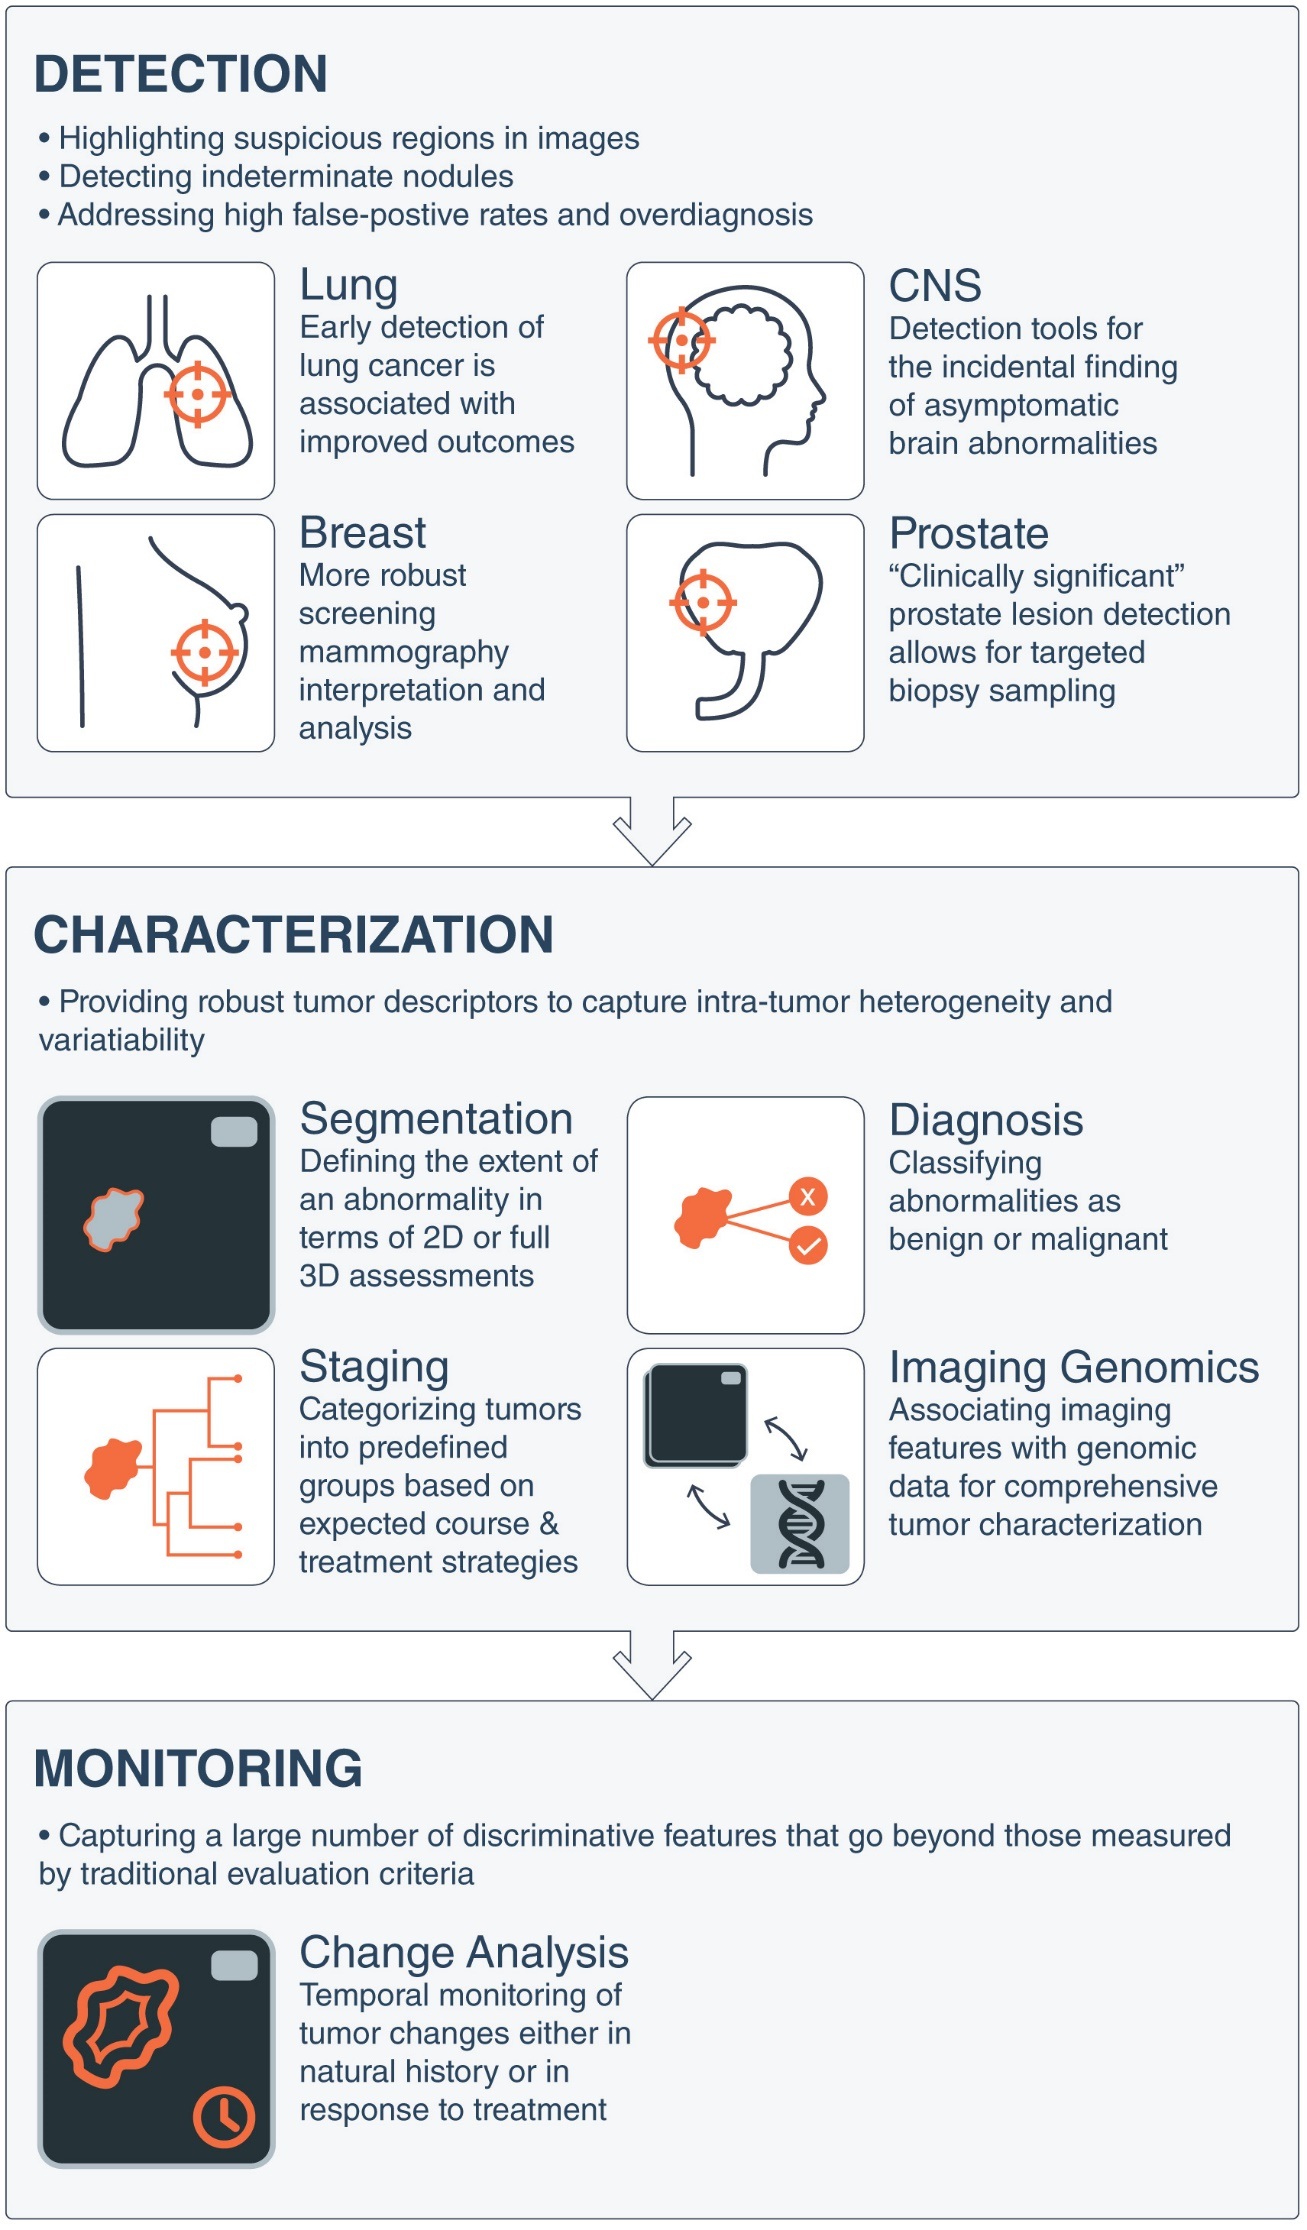 DETECTION
• Highlighting suspicious regions in images
• Detecting indeterminate nodules
• Addressing high false-postive rates and overdiagnosis
Lung
Early detection of
lung cancer is
associated with
improved outcomes
CNS
Detection tools for
the incidental finding
of asymptomatic
brain abnormalities
Breast
More robust
screening
mammography
interpretation and
analysis
Prostate
“Clinically significant”
prostate lesion detection
allows for targeted
biopsy sampling
CHARACTERIZATION
• Providing robust tumor descriptors to capture intra-tumor heterogeneity and
variatiability
Segmentation
Defining the extent of
an abnormality in
terms of 2D or full
3D assessments
Diagnosis
Classifying
abnormalities as
benign or malignant
X
Staging
Categorizing tumors
into predefined
groups based on
expected course &
treatment strategies
Imaging Genomics
Associating imaging
features with genomic
data for comprehensive
tumor characterization
MONITORING
• Capturing a large number of discriminative features that go beyond those measured
by traditional evaluation criteria
Change Analysis
Temporal monitoring of
tumor changes either in
natural history or in
response to treatment